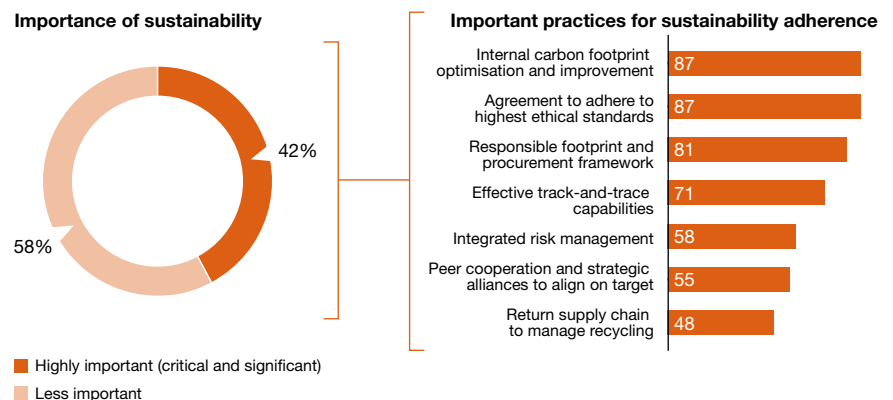 Importance of sustainability
42%
58%
Highly important (critical and significant)
Less important
Important practices for sustainability adherence
Internal carbon footprint
optimisation and improvement
87
Agreement to adhere to
highest ethical standards
87
Responsible footprint and
procurement framework
81
Effective track-and-trace
capabilities
71
Integrated risk management
58
Peer cooperation and strategic
alliances to align on target
55
Return supply chain
to manage recycling
48